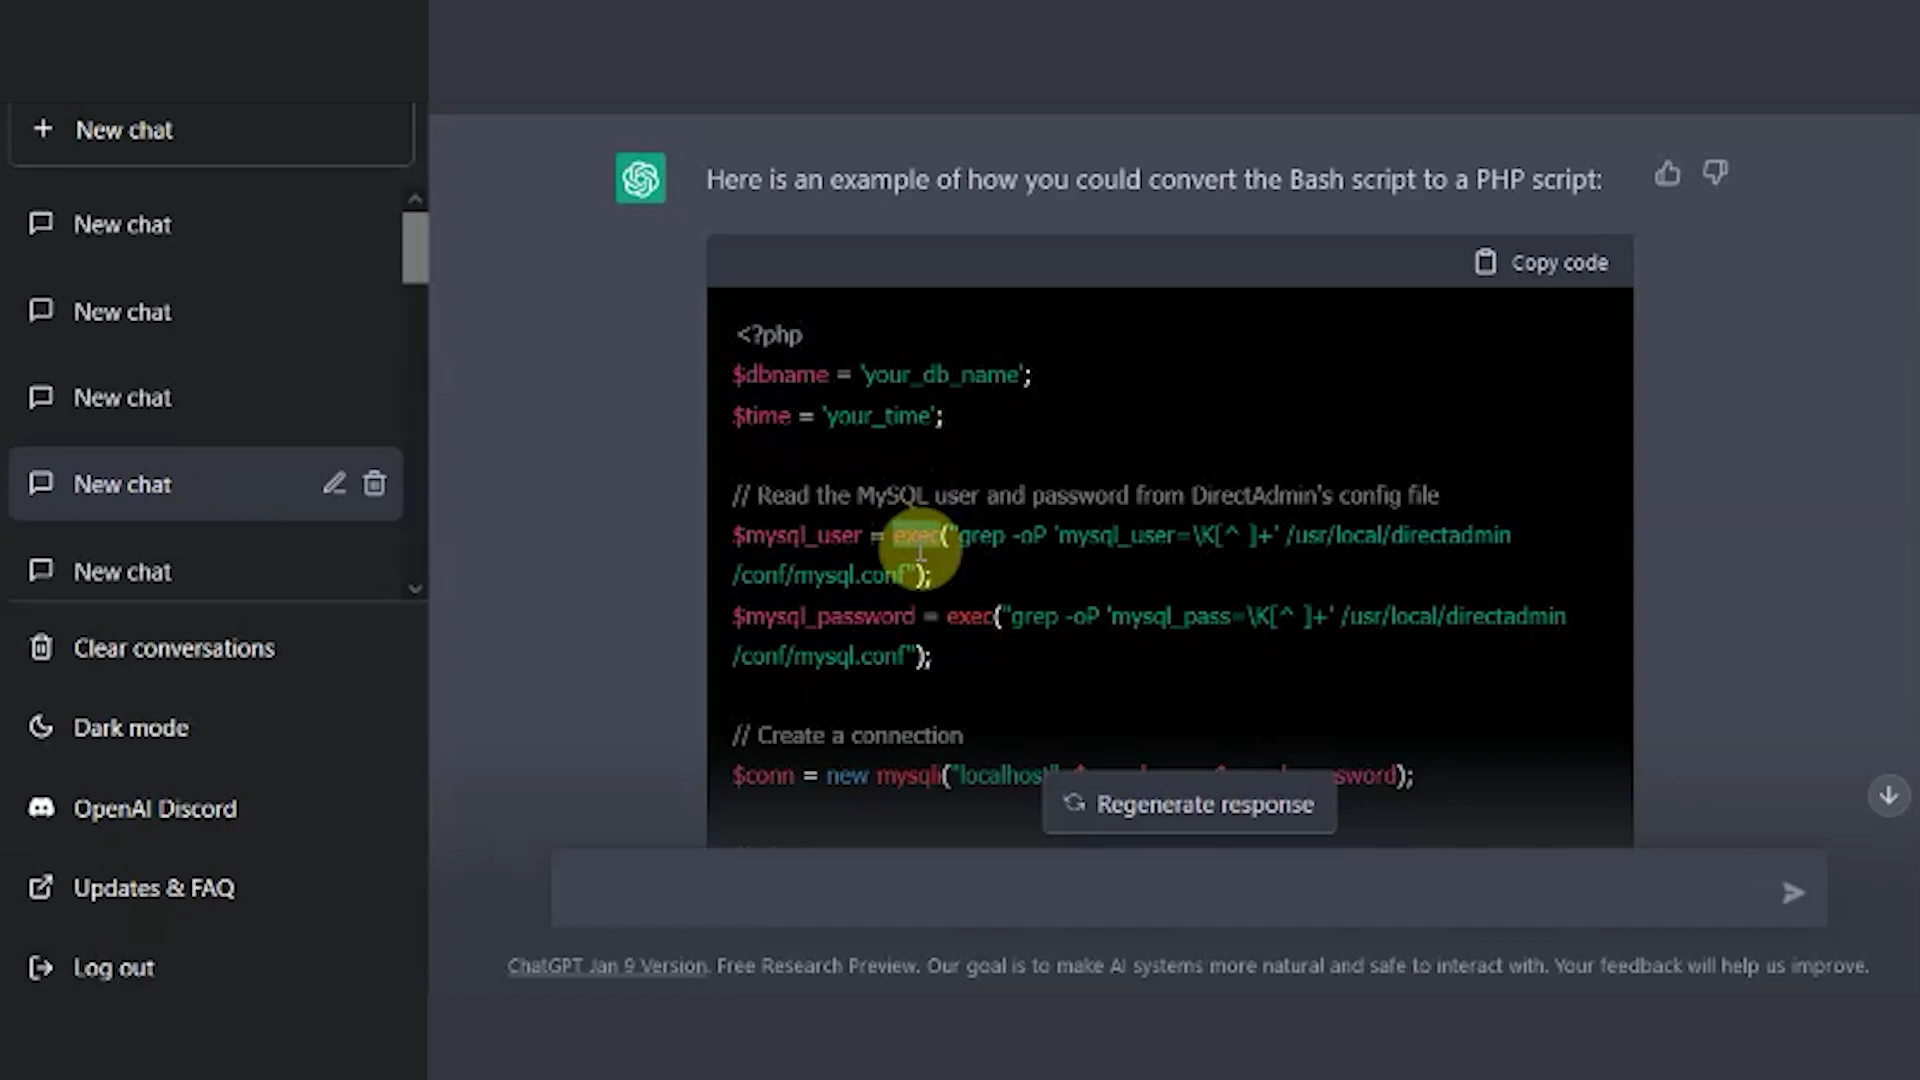 New chat
New chat
New chat
New chat
New chat
New chat
Clear conversations
Dark mode
OpenAI Discord
Updates & FAQ
Log out
Here is an example of how you could convert the Bash script to a PHP script:
Copy code
<?php
$dbname = 'your_db_name';
$time = 'your_time';
// Read the MySQL user and password from DirectAdmin's config file
$mysql_user = exec("grep -oP 'mysql_user=\K[^ ]+' /usr/local/directadmin
/conf/mysql.conf");
$mysql_password = exec("grep -oP 'mysql_pass=\K[^ ]+' /usr/local/directadmin
/conf/mysql.conf");
// Create a connection
$conn = new mysqli("localhost"
Regenerate response
ChatGPT Jan 9 Version. Free Research Preview. Our goal is to make AI systems more natural and safe to interact with. Your feedback will help us improve.